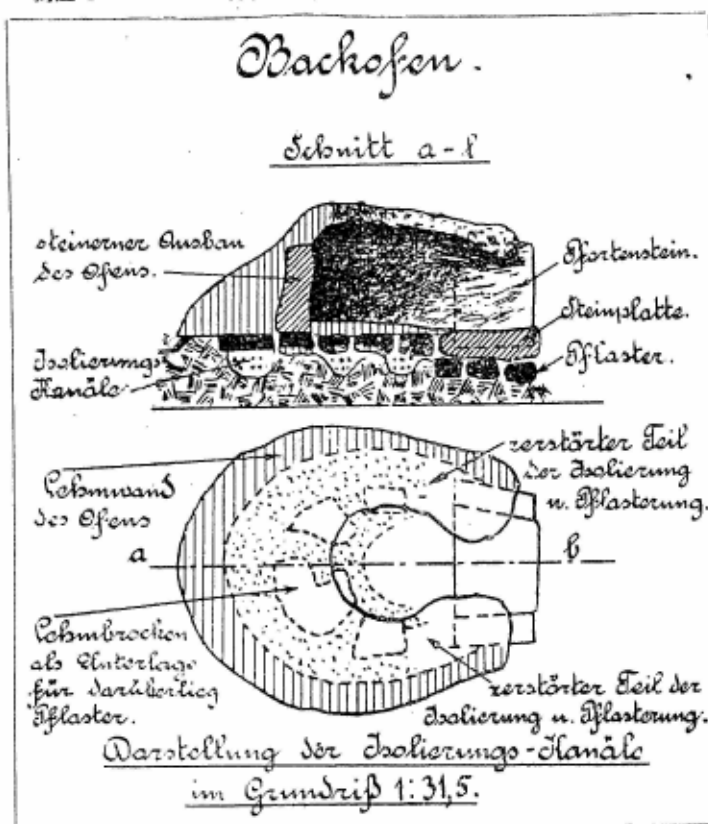 Backofen.
Schnitt a-b
steinerner Ausbau
des Ofens.
Pfortenstein.
Steinplatte.
Pflaster.
Isolierungs-
Kanäle
Lehmwand
des Ofens
zerstörter Teil
der Isolierung
u. Pflasterung.
a
b
Lehmbrocken
als Unterlage
für darüberlieg
Pflaster.
zerstörter Teil der
Isolierung u. Pflasterung.
Darstellung der Isolierungs-Kanäle
im Grundriß 1:31,5.